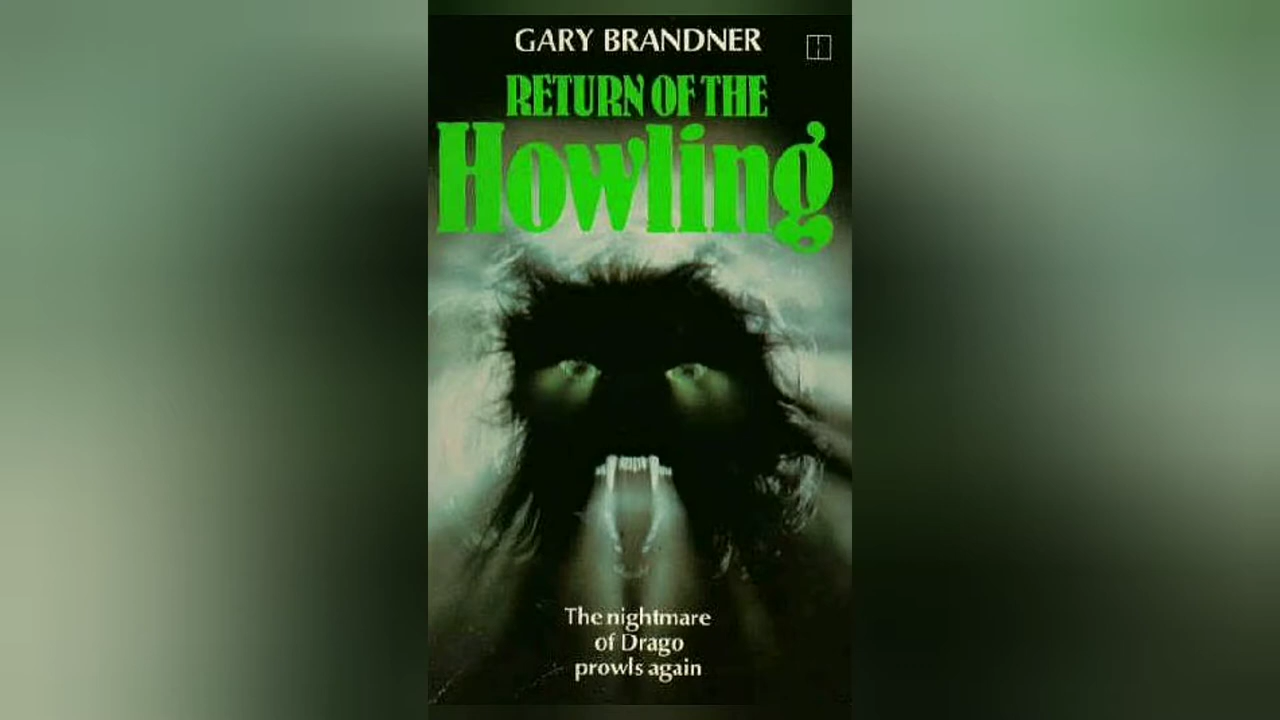 GARY BRANDNER
H
RETURN OF THE
Howling
The nightmare
of Drago
prowls again